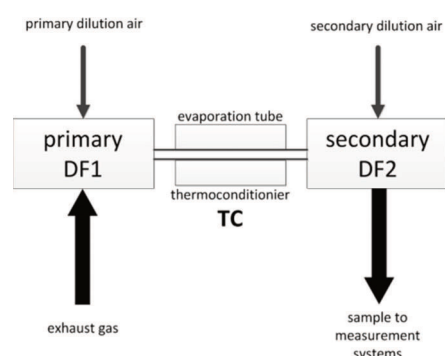 primary dilution air
secondary dilution air
evaporation tube
primary
DF1
secondary
DF2
thermoconditionier
TC
exhaust gas
sample to
measurement
systems